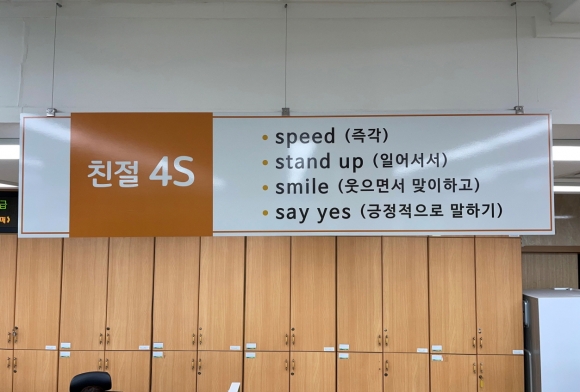 친절 4S
• speed (즉각)
• stand up (일어서서)
• smile (웃으면서 맞이하고)
• say yes (긍정적으로 말하기)
급